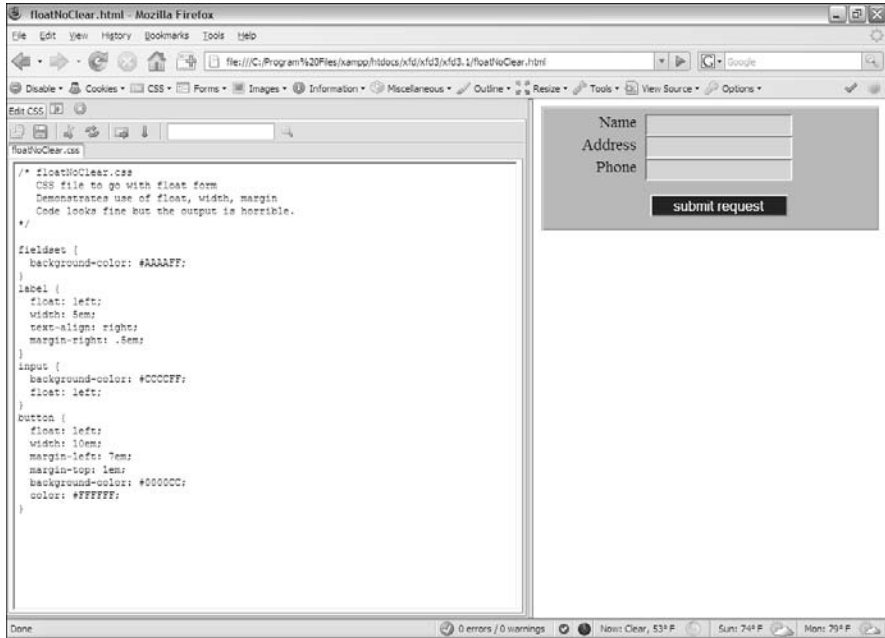 floatNoClear.html - Mozilla Firefox
File Edit View History Bookmarks Tools Help
file:///C:/Program%20Files/xampp/htdocs/xfd/xfd3/xfd3.1/floatNoClear.html
G Google
Disable Cookies CSS Forms Images Information Miscellaneous Outline Resize Tools View Source Options
Edit CSS
floatNoClear.css
/* floatNoClear.css
CSS file to go with float form
Demonstrates use of float, width, margin
Code looks fine but the output is horrible.
*/
fieldset {
background-color: #AAAAFF;
}
label {
float: left;
width: 5em;
text-align: right;
margin-right: .5em;
}
input {
background-color: #CCCCFF;
float: left;
}
button {
float: left;
width: 10em;
margin-left: 7em;
margin-top: 1em;
background-color: #0000CC;
color: #FFFFFF;
}
Name
Address
Phone
submit request
Done
0 errors / 0 warnings Now: Clear, 53° F Sun: 74° F Mon: 79° F